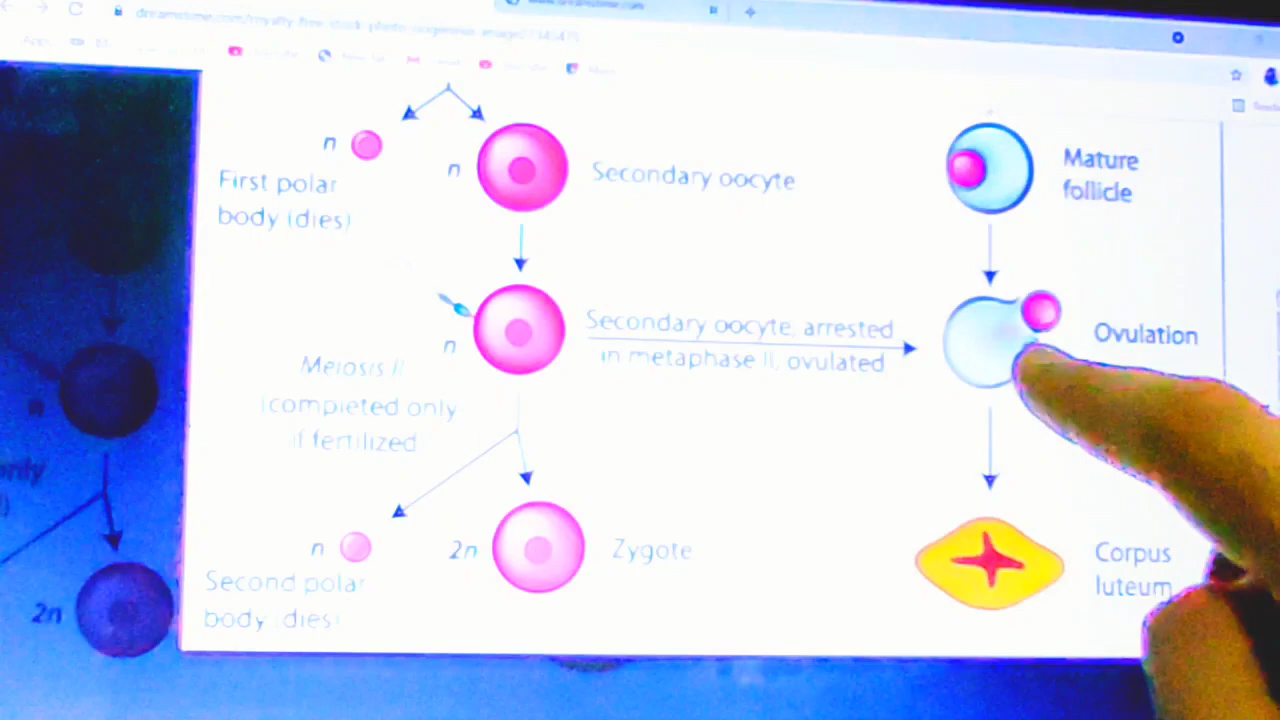 n
First polar
body (dies)
n
Secondary oocyte
Mature
follicle
n
Secondary oocyte, arrested
in metaphase II, ovulated
Ovulation
Meiosis II
(completed only
if fertilized)
n
Second polar
body (dies)
2n
Zygote
Corpus
luteum
n
only
2n